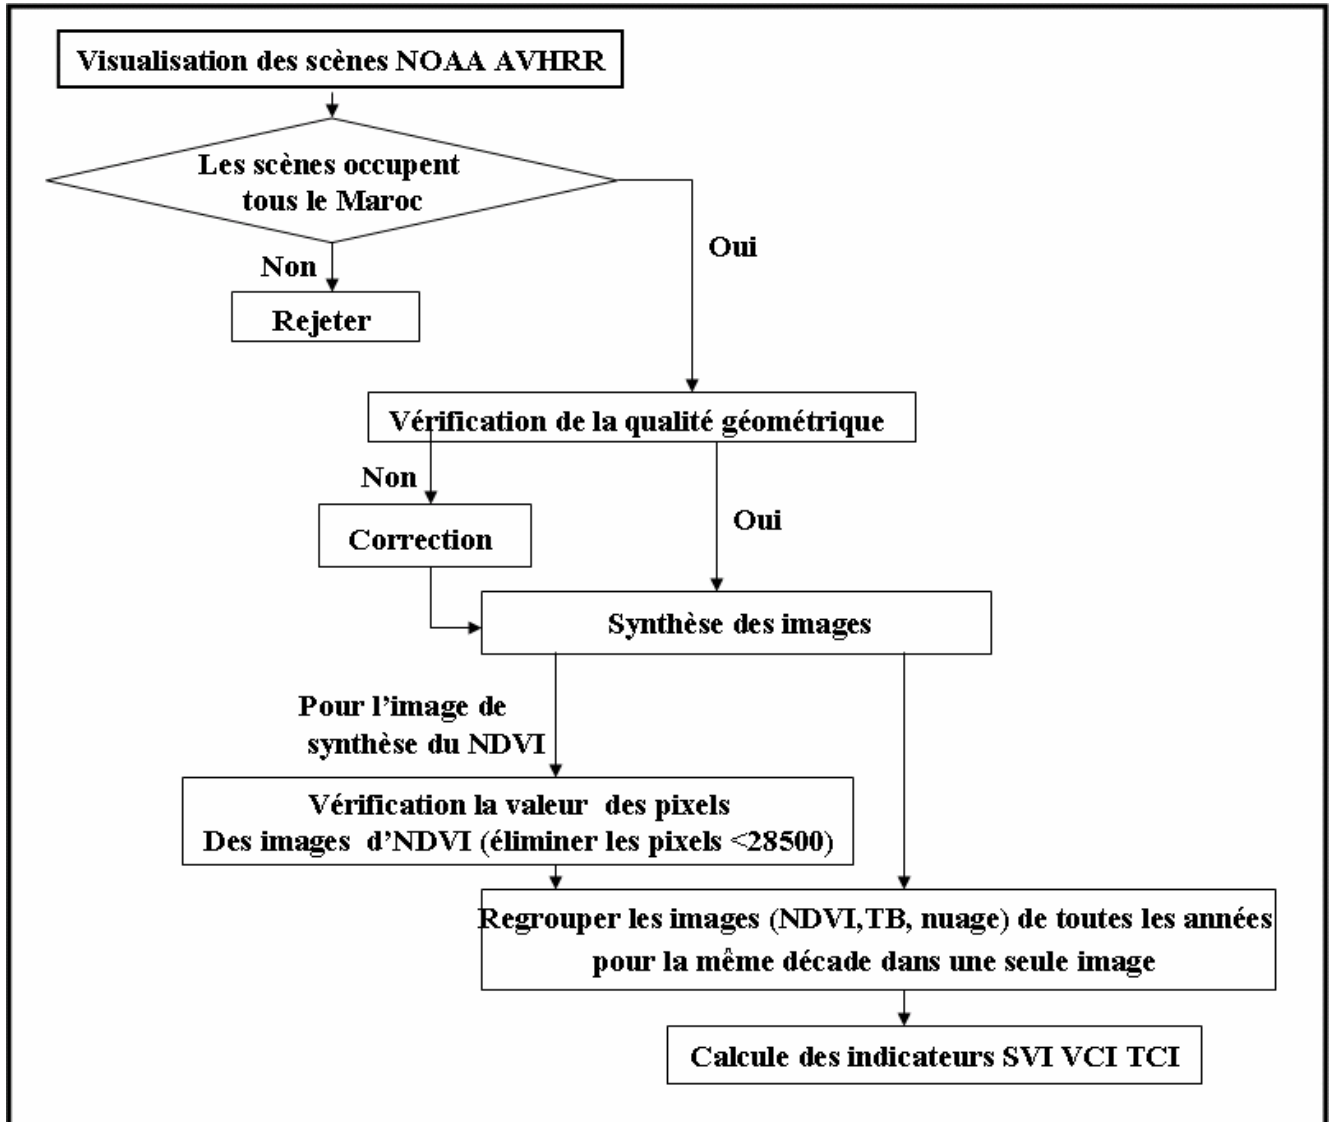 Visualisation des scènes NOAA AVHRR
Les scènes occupent
tous le Maroc
Oui
Non
Rejeter
Vérification de la qualité géométrique
Non
Oui
Correction
Synthèse des images
Pour l'image de
synthèse du NDVI
Vérification la valeur des pixels
Des images d'NDVI (éliminer les pixels <28500)
Regrouper les images (NDVI,TB, nuage) de toutes les années
pour la même décade dans une seule image
Calcule des indicateurs SVI VCI TCI